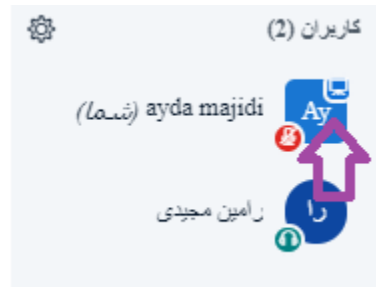 کاربران (2)
Ay
ayda majidi (شما)
را
رامین مجیدی